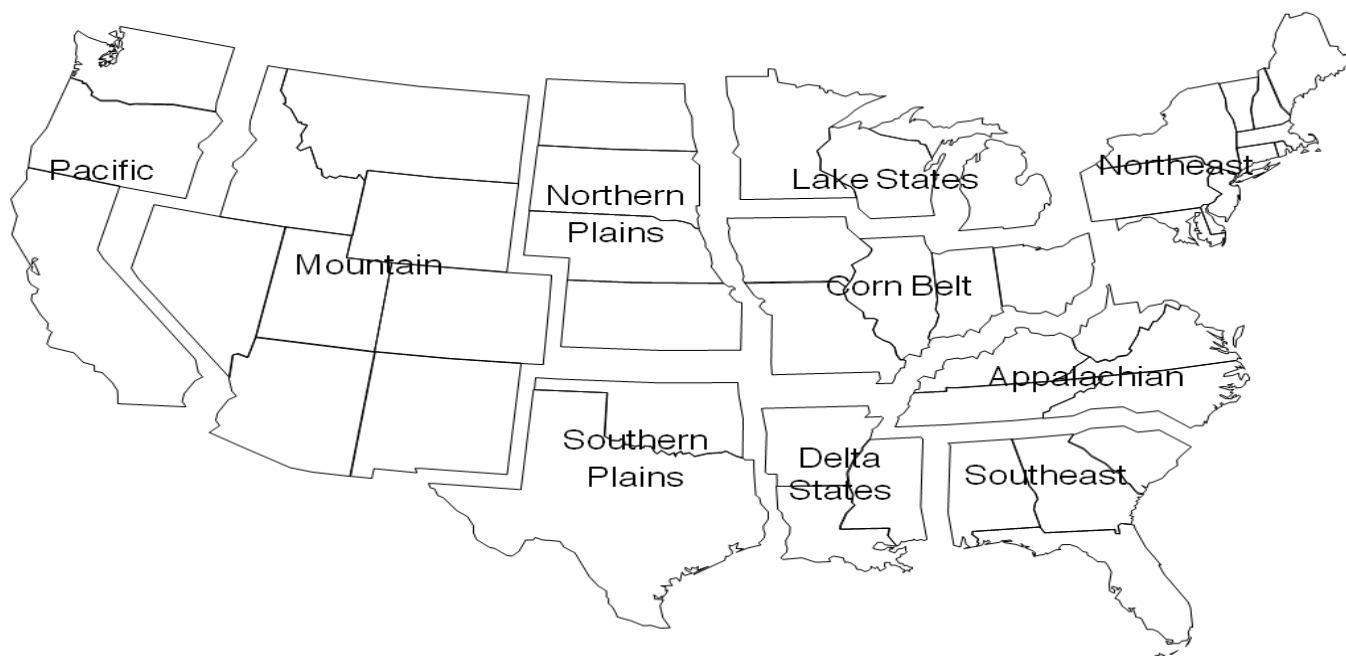 Pacific
Mountain
Northern
Plains
Lake States
Northeast
Corn Belt
Appalachian
Southern
Plains
Delta
States
Southeast